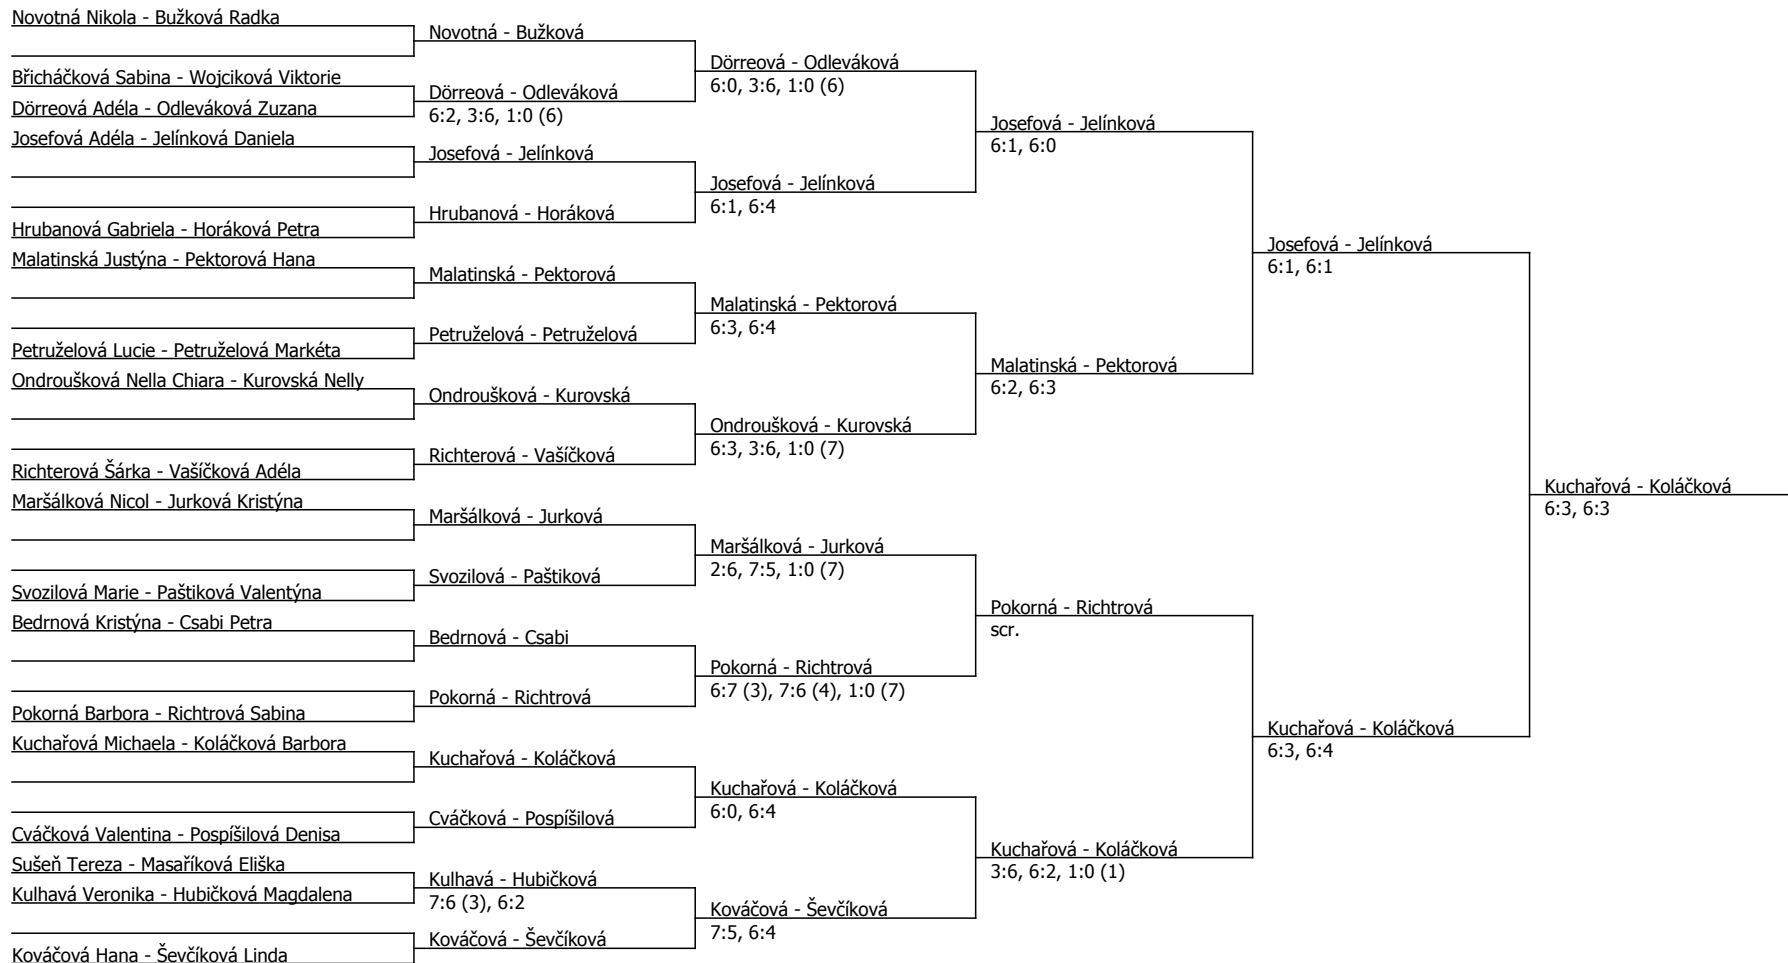 Novotná Nikola - Bužková Radka
Břicháčková Sabina - Wojciková Viktorie
Dörreová Adéla - Odleváková Zuzana
Josefová Adéla - Jelínková Daniela
Hrubanová Gabriela - Horáková Petra
Malatinská Justýna - Pektorová Hana
Petruželová Lucie - Petruželová Markéta
Ondroušková Nella Chiara - Kurovská Nelly
Richterová Šárka - Vašíčková Adéla
Maršálková Nicol - Jurková Kristýna
Svozilová Marie - Paštiková Valentýna
Bedrnová Kristýna - Csabi Petra
Pokorná Barbora - Richtrová Sabina
Kuchařová Michaela - Koláčková Barbora
Cváčková Valentina - Pospíšilová Denisa
Sušeň Tereza - Masaříková Eliška
Kulhavá Veronika - Hubičková Magdalena
Kováčová Hana - Ševčíková Linda
Novotná - Bužková
Dörreová - Odleváková
6:2, 3:6, 1:0 (6)
Josefová - Jelínková
Hrubanová - Horáková
Malatinská - Pektorová
Petruželová - Petruželová
Ondroušková - Kurovská
Richterová - Vašíčková
Maršálková - Jurková
Svozilová - Paštiková
Bedrnová - Csabi
Pokorná - Richtrová
Kuchařová - Koláčková
Cváčková - Pospíšilová
Kulhavá - Hubičková
7:6 (3), 6:2
Kováčová - Ševčíková
Dörreová - Odleváková
6:0, 3:6, 1:0 (6)
Josefová - Jelínková
6:1, 6:4
Malatinská - Pektorová
6:3, 6:4
Ondroušková - Kurovská
6:3, 3:6, 1:0 (7)
Maršálková - Jurková
2:6, 7:5, 1:0 (7)
Pokorná - Richtrová
6:7 (3), 7:6 (4), 1:0 (7)
Kuchařová - Koláčková
6:0, 6:4
Kováčová - Ševčíková
7:5, 6:4
Josefová - Jelínková
6:1, 6:0
Malatinská - Pektorová
6:2, 6:3
Pokorná - Richtrová
scr.
Kuchařová - Koláčková
3:6, 6:2, 1:0 (1)
Josefová - Jelínková
6:1, 6:1
Kuchařová - Koláčková
6:3, 6:4
Kuchařová - Koláčková
6:3, 6:3